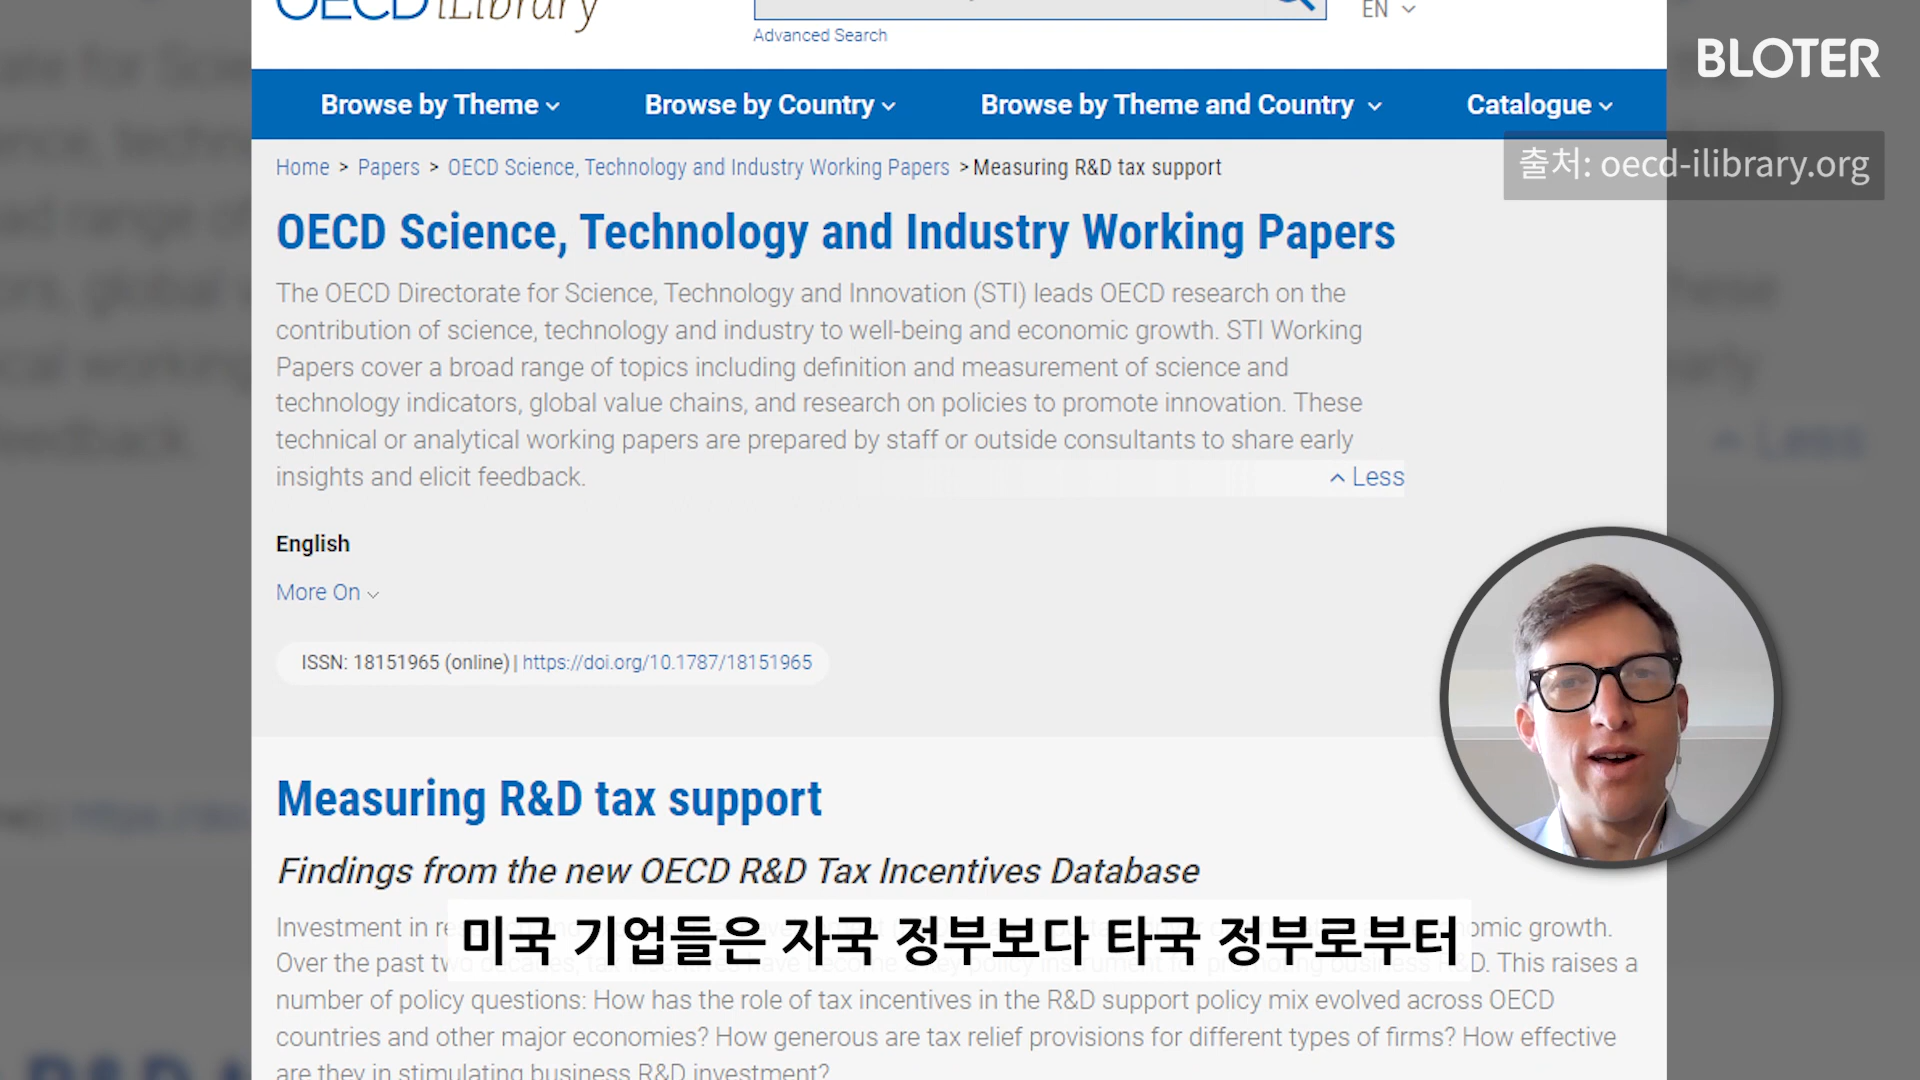 OECD iLibrary
EN
Advanced Search
BLOTER
Browse by Theme
Browse by Country
Browse by Theme and Country
Catalogue
Home > Papers > OECD Science, Technology and Industry Working Papers > Measuring R&D tax support
출처: oecd-ilibrary.org
OECD Science, Technology and Industry Working Papers
The OECD Directorate for Science, Technology and Innovation (STI) leads OECD research on the
contribution of science, technology and industry to well-being and economic growth. STI Working
Papers cover a broad range of topics including definition and measurement of science and
technology indicators, global value chains, and research on policies to promote innovation. These
technical or analytical working papers are prepared by staff or outside consultants to share early
insights and elicit feedback.
Less
English
More On
ISSN: 18151965 (online) | https://doi.org/10.1787/18151965
Measuring R&D tax support
Findings from the new OECD R&D Tax Incentives Database
Investment in economic growth.
미국 기업들은 자국 정부보다 타국 정부로부터
Over the past two decades, tax incentives have become a key policy instrument for promoting business R&D. This raises a
number of policy questions: How has the role of tax incentives in the R&D support policy mix evolved across OECD
countries and other major economies? How generous are tax relief provisions for different types of firms? How effective
are they in stimulating business R&D investment?